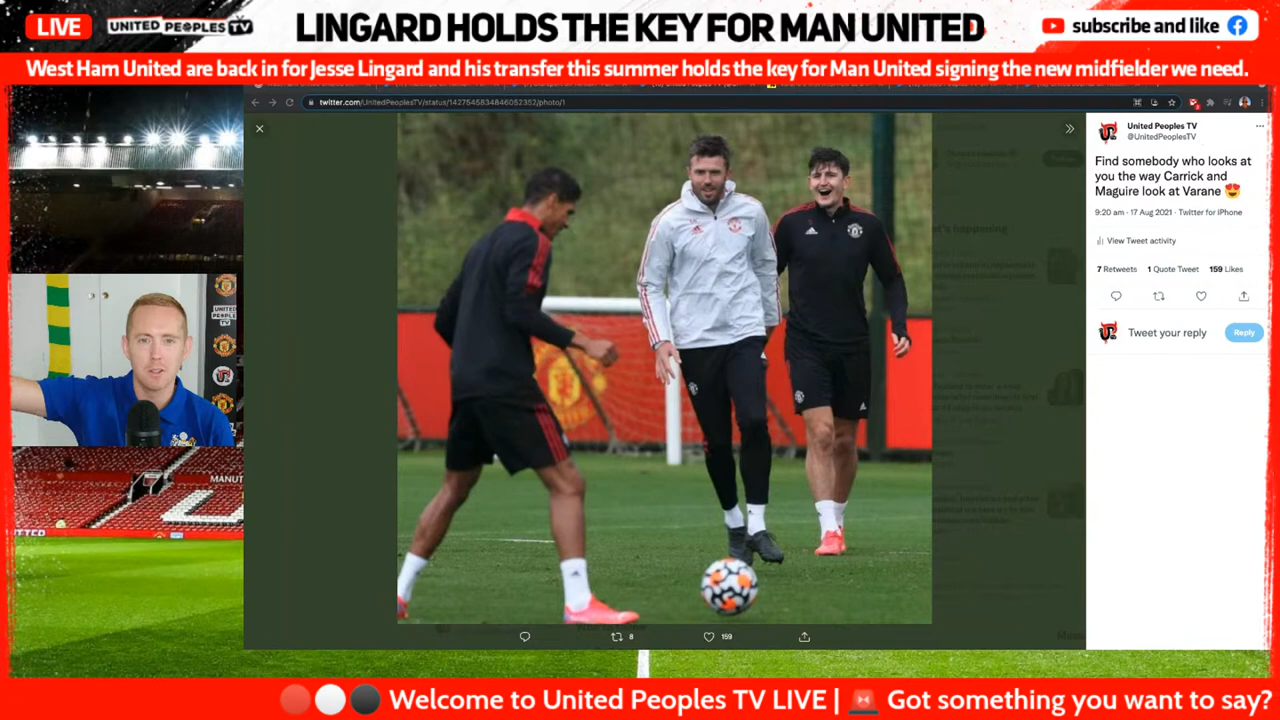 LIVE
UNITED PEOPLES TV
LINGARD HOLDS THE KEY FOR MAN UNITED
subscribe and like
West Ham United are back in for Jesse Lingard and his transfer this summer holds the key for Man United signing the new midfielder we need.
twitter.com/UnitedPeoplesTV/status/1427545834846052352/photo/1
United Peoples TV
@UnitedPeoplesTV
Find somebody who looks at
you the way Carrick and
Maguire look at Varane 😍
9:20 am · 17 Aug 2021 · Twitter for iPhone
View Tweet activity
7 Retweets 1 Quote Tweet 159 Likes
Tweet your reply
Reply
UNITED
PEOPLE
TV
MANUT
8
159
Welcome to United Peoples TV LIVE | 🚨 Got something you want to say?